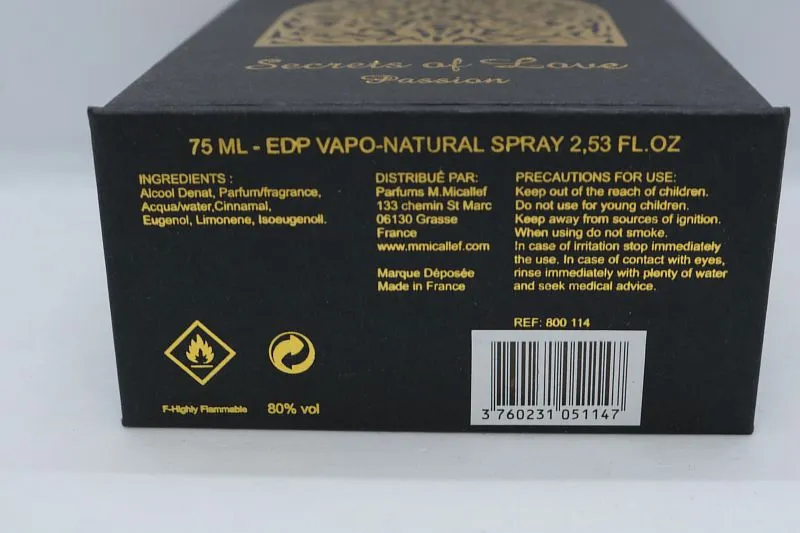 Secrets of Love
Passion
75 ML - EDP VAPO-NATURAL SPRAY 2,53 FL.OZ
INGREDIENTS :
Alcool Denat, Parfum/fragrance,
Acqua/water,Cinnamal,
Eugenol, Limonene, Isoeugenoll.
DISTRIBUÉ PAR:
Parfums M.Micallef
133 chemin St Marc
06130 Grasse
France
www.mmicallef.com
Marque Déposée
Made in France
PRECAUTIONS FOR USE:
Keep out of the reach of children.
Do not use for young children.
Keep away from sources of ignition.
When using do not smoke.
In case of irritation stop immediately
the use. In case of contact with eyes,
rinse immediately with plenty of water
and seek medical advice.
F-Highly Flammable
80% vol
REF: 800 114
3 760231 051147